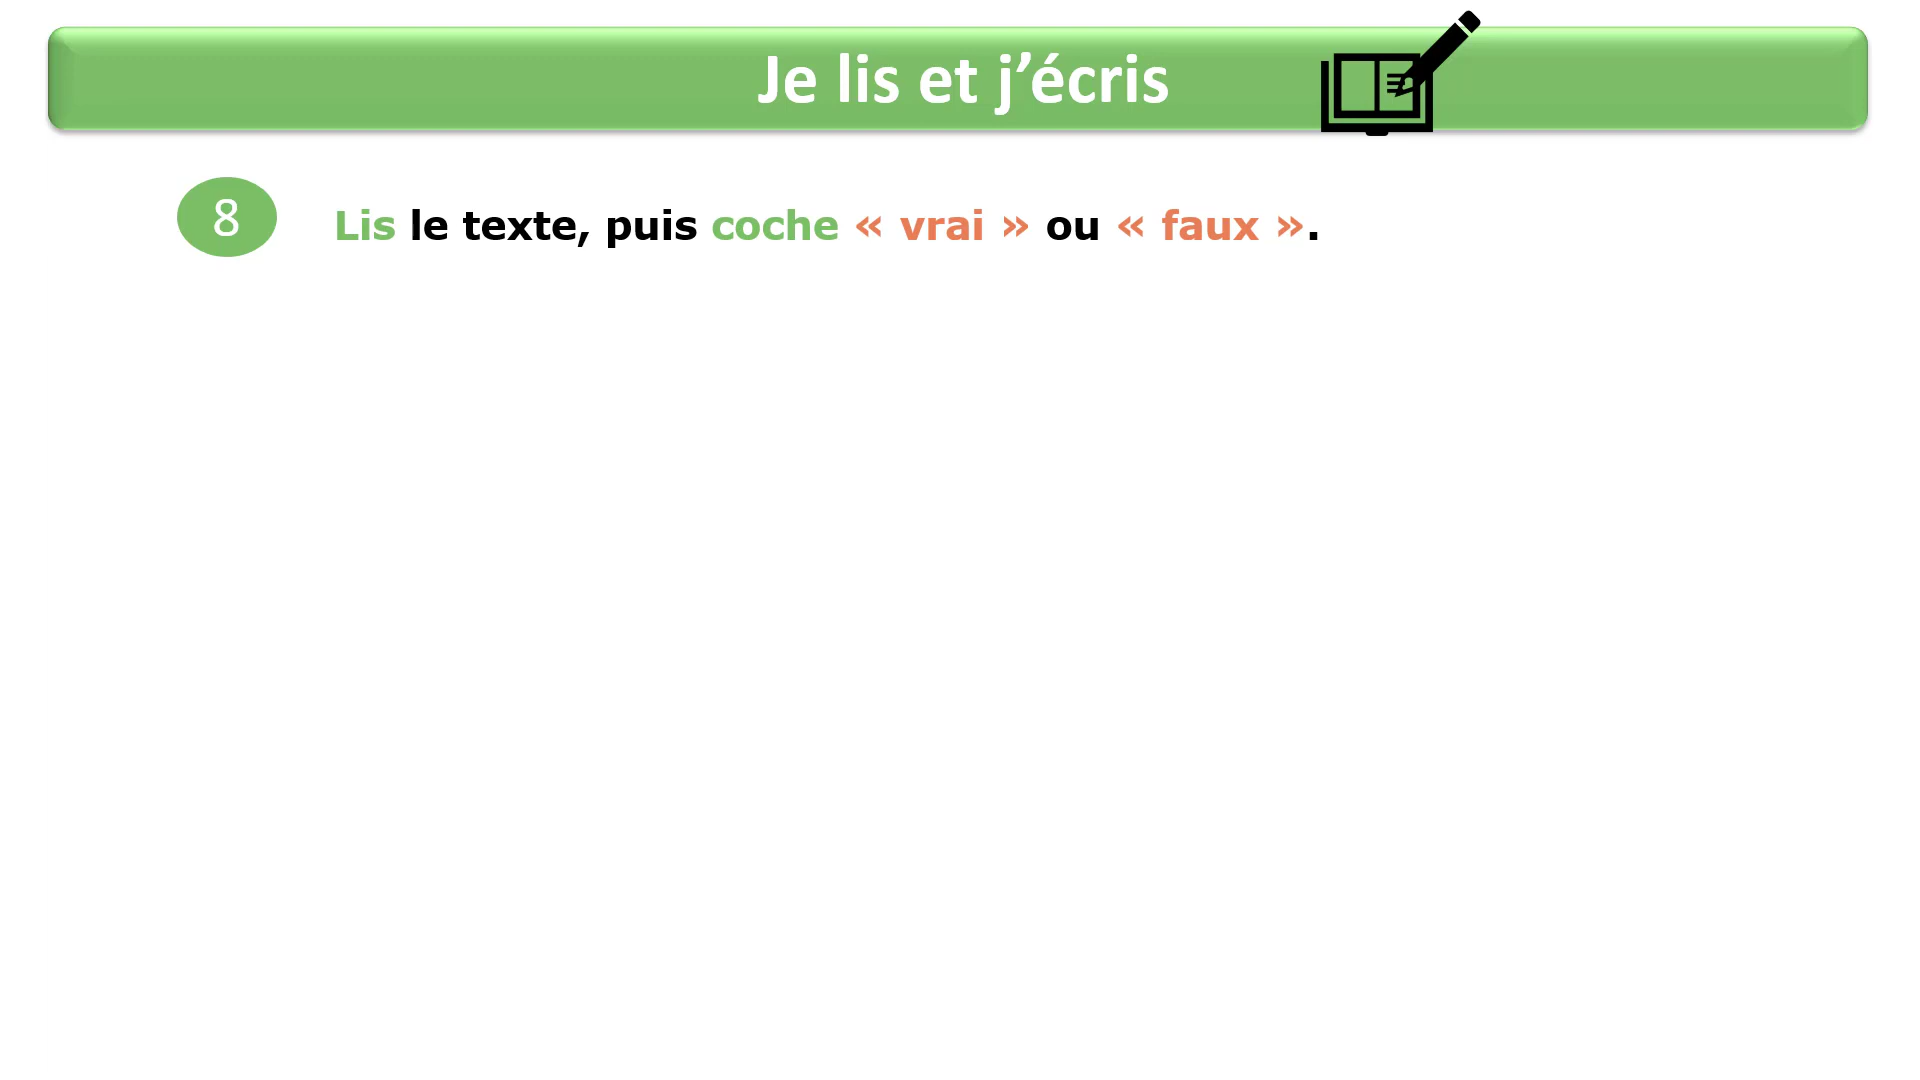 Je lis et j’écris
8
Lis le texte, puis coche « vrai » ou « faux ».